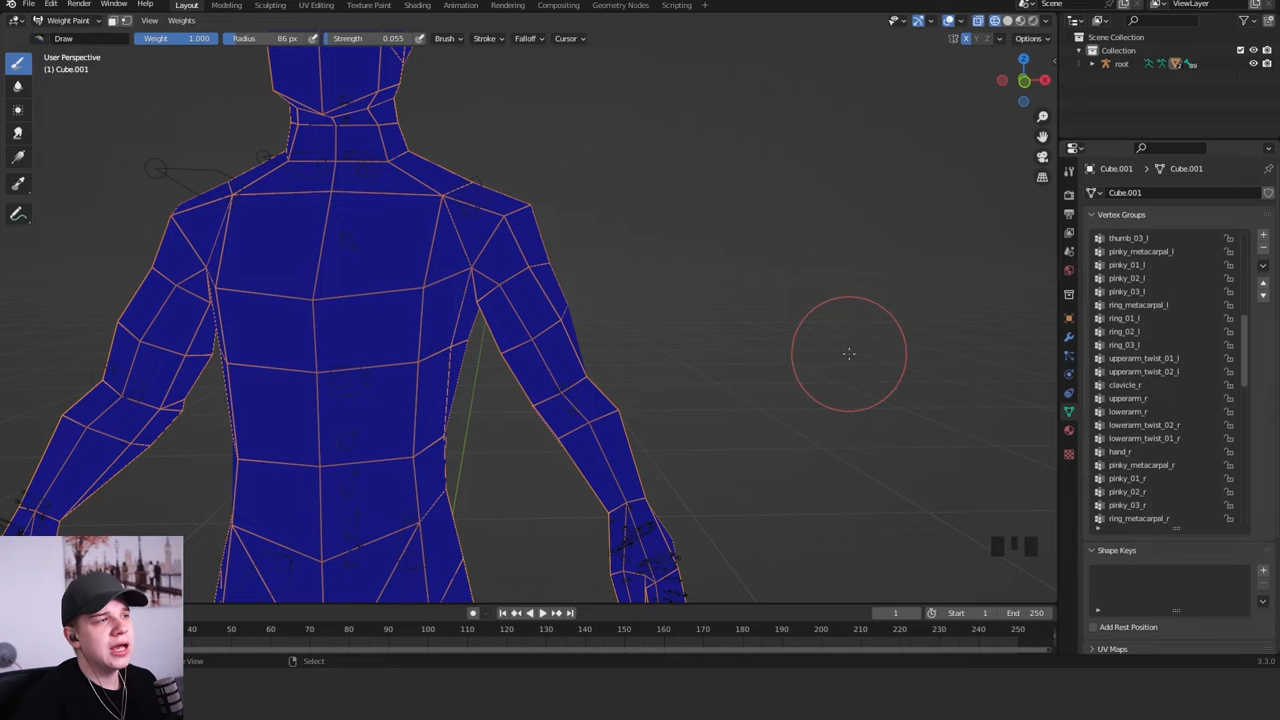 File Edit Render Window Help Layout Modeling Sculpting UV Editing Texture Paint Shading Animation Rendering Compositing Geometry Nodes Scripting Scene ViewLayer
Weight Paint View Weights
Draw Weight 1.000 Radius 86 px Strength 0.055 Brush Stroke Falloff Cursor X Y Z Options
User Perspective
(1) Cube.001
Z
X
Scene Collection
Collection
root
Cube.001 Cube.001
Cube.001
Vertex Groups
thumb_03_l
pinky_metacarpal_l
pinky_01_l
pinky_02_l
pinky_03_l
ring_metacarpal_l
ring_01_l
ring_02_l
ring_03_l
upperarm_twist_01_l
upperarm_twist_02_l
clavicle_r
upperarm_r
lowerarm_r
lowerarm_twist_02_r
lowerarm_twist_01_r
hand_r
pinky_metacarpal_r
pinky_01_r
pinky_02_r
pinky_03_r
ring_metacarpal_r
Shape Keys
Add Rest Position
UV Maps
1 Start 1 End 250
40 50 60 70 80 90 100 110 120 130 140 150 160 170 180 190 200 210 220 230 240 250
View Select
3.3.0